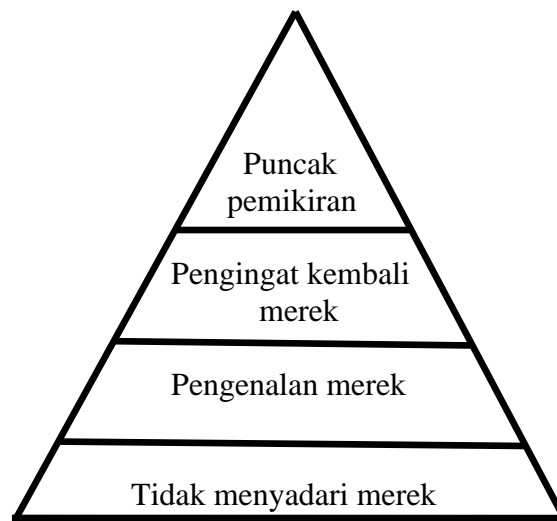 Puncak
pemikiran
Pengingat kembali
merek
Pengenalan merek
Tidak menyadari merek